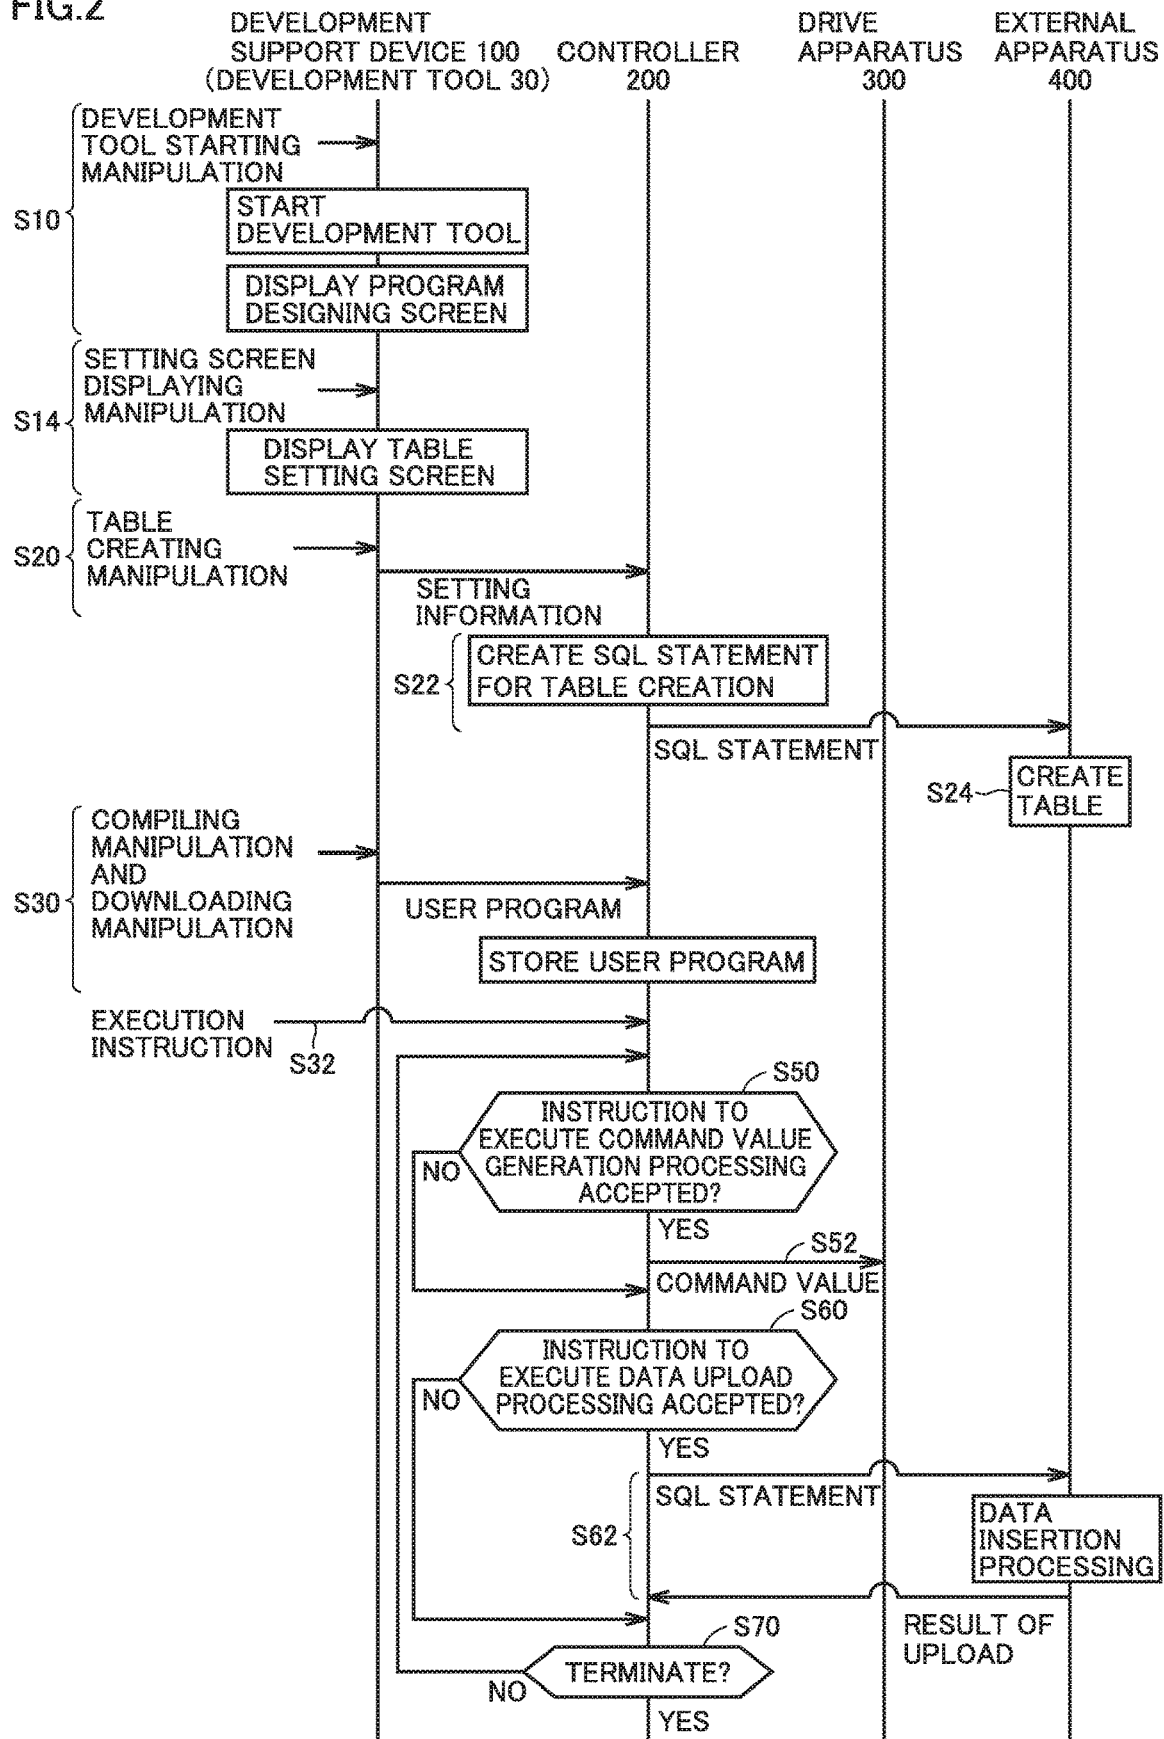 FIG.2
DEVELOPMENT
SUPPORT DEVICE 100
(DEVELOPMENT TOOL 30)
CONTROLLER
200
DRIVE
APPARATUS
300
EXTERNAL
APPARATUS
400
S10
DEVELOPMENT
TOOL STARTING
MANIPULATION
START
DEVELOPMENT TOOL
DISPLAY PROGRAM
DESIGNING SCREEN
S14
SETTING SCREEN
DISPLAYING
MANIPULATION
DISPLAY TABLE
SETTING SCREEN
S20
TABLE
CREATING
MANIPULATION
SETTING
INFORMATION
S22
CREATE SQL STATEMENT
FOR TABLE CREATION
SQL STATEMENT
S24
CREATE
TABLE
S30
COMPILING
MANIPULATION
AND
DOWNLOADING
MANIPULATION
USER PROGRAM
STORE USER PROGRAM
EXECUTION
INSTRUCTION
S32
S50
INSTRUCTION TO
EXECUTE COMMAND VALUE
GENERATION PROCESSING
ACCEPTED?
NO
YES
S52
COMMAND VALUE
S60
INSTRUCTION TO
EXECUTE DATA UPLOAD
PROCESSING ACCEPTED?
NO
YES
SQL STATEMENT
S62
DATA
INSERTION
PROCESSING
RESULT OF
UPLOAD
S70
TERMINATE?
NO
YES